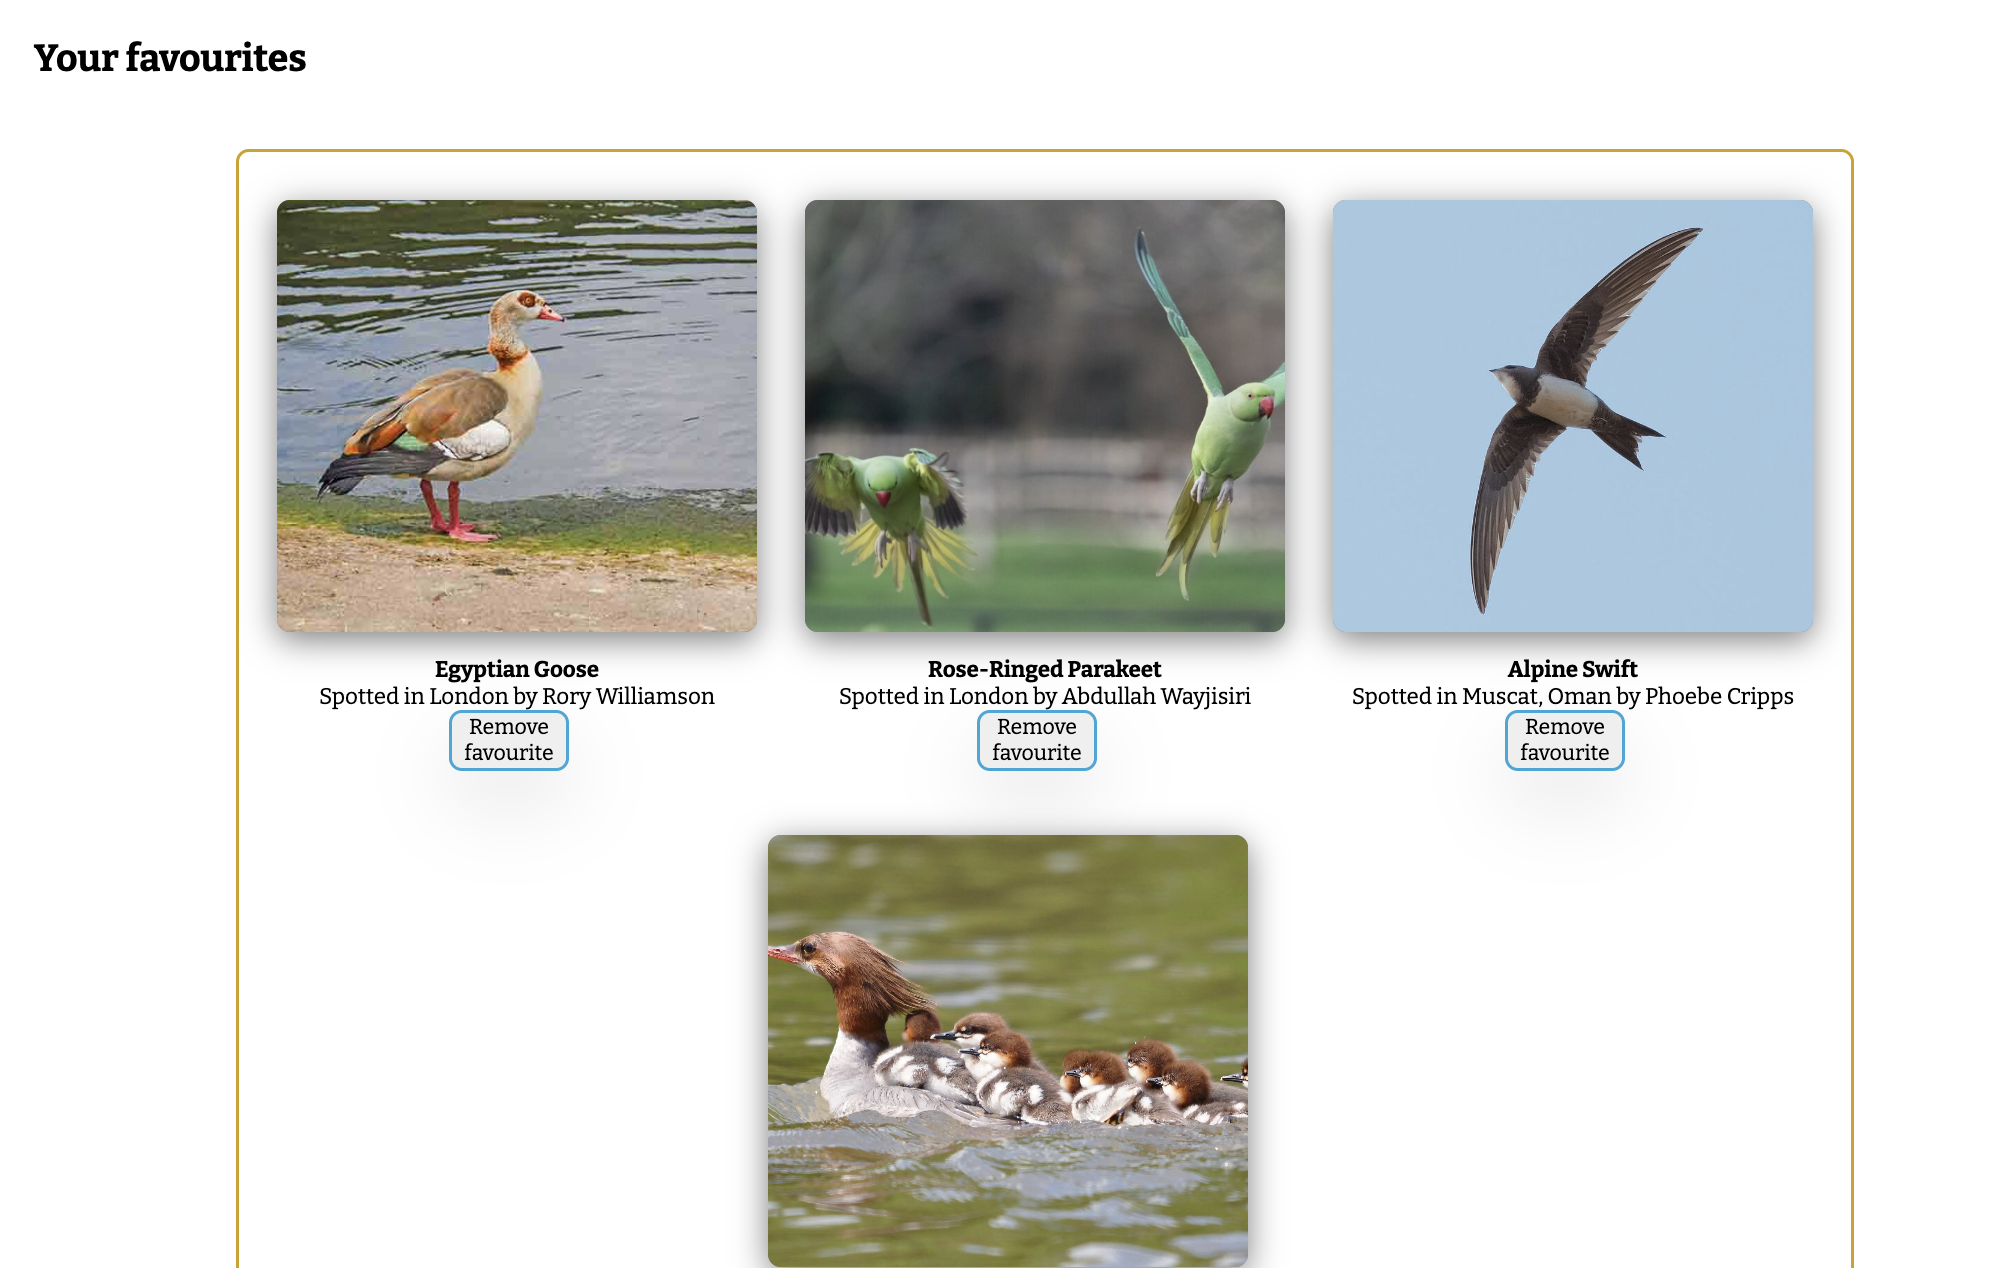 Your favourites
Egyptian Goose
Spotted in London by Rory Williamson
Remove
favourite
Rose-Ringed Parakeet
Spotted in London by Abdullah Wayjisiri
Remove
favourite
Alpine Swift
Spotted in Muscat, Oman by Phoebe Cripps
Remove
favourite